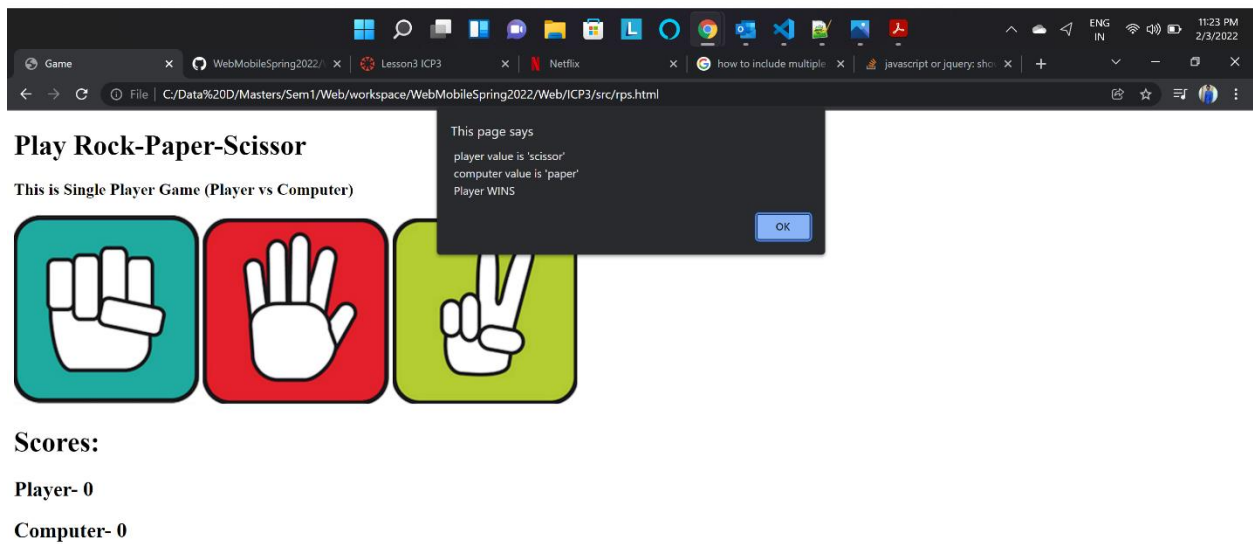 ENG
IN
11:23 PM
2/3/2022
Game
WebMobileSpring2022/
Lesson3 ICP3
N Netflix
G how to include multiple
javascript or jquery: sho
File | C:/Data%20D/Masters/Sem1/Web/workspace/WebMobileSpring2022/Web/ICP3/src/rps.html
This page says
player value is 'scissor'
computer value is 'paper'
Player WINS
OK
Play Rock-Paper-Scissor
This is Single Player Game (Player vs Computer)
Scores:
Player- 0
Computer- 0